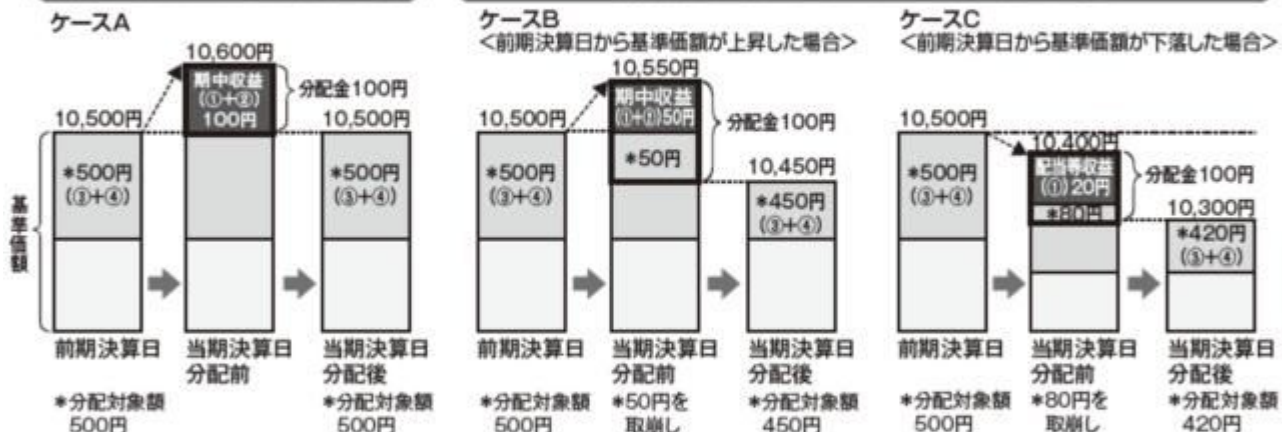 ケースA
10,600円
期中収益
(①+②)
100円
分配金100円
10,500円
10,500円
*500円
(③+④)
*500円
(③+④)
基準価額
前期決算日
当期決算日
分配前
当期決算日
分配後
*分配対象額
500円
*分配対象額
500円
ケースB
<前期決算日から基準価額が上昇した場合>
10,550円
期中収益
(①+②)50円
分配金100円
10,500円
*500円
(③+④)
*50円
10,450円
*450円
(③+④)
前期決算日
当期決算日
分配前
当期決算日
分配後
*分配対象額
500円
*50円を
取崩し
*分配対象額
450円
ケースC
<前期決算日から基準価額が下落した場合>
10,500円
10,400円
配当等収益
(①)20円
分配金100円
*500円
(③+④)
*80円
10,300円
*420円
(③+④)
前期決算日
当期決算日
分配前
当期決算日
分配後
*分配対象額
500円
*80円を
取崩し
*分配対象額
420円